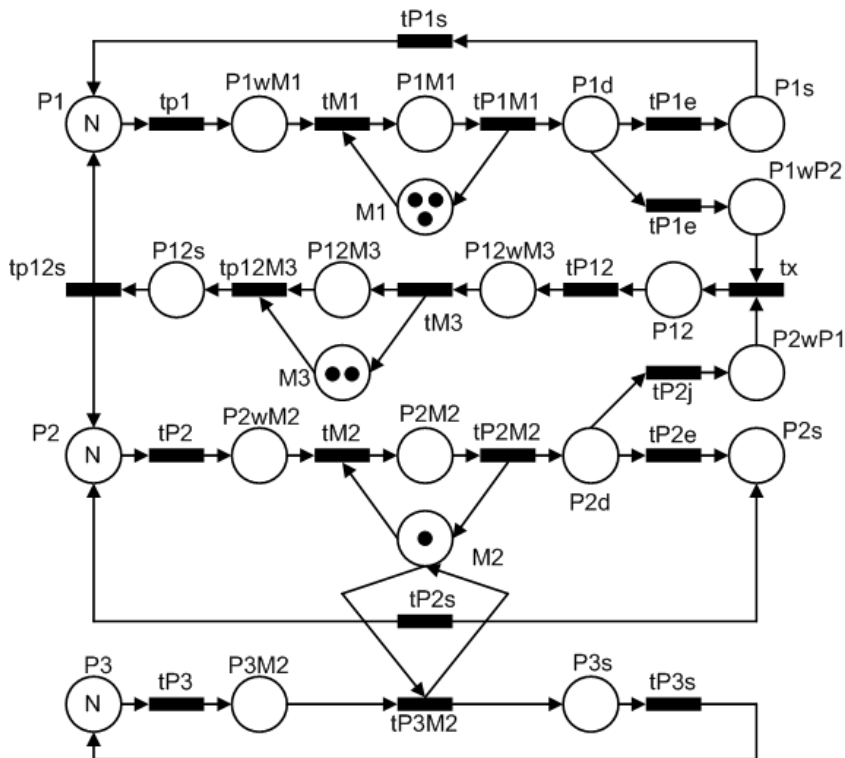 tP1s
P1
tp1
P1wM1
tM1
P1M1
tP1M1
P1d
tP1e
P1s
N
M1
tP1e
P1wP2
tp12s
P12s
tp12M3
P12M3
tM3
P12wM3
tP12
P12
tx
M3
P2wP1
tP2j
P2
tP2
P2wM2
tM2
P2M2
tP2M2
P2d
tP2e
P2s
N
M2
tP2s
P3
tP3
P3M2
tP3M2
P3s
tP3s
N